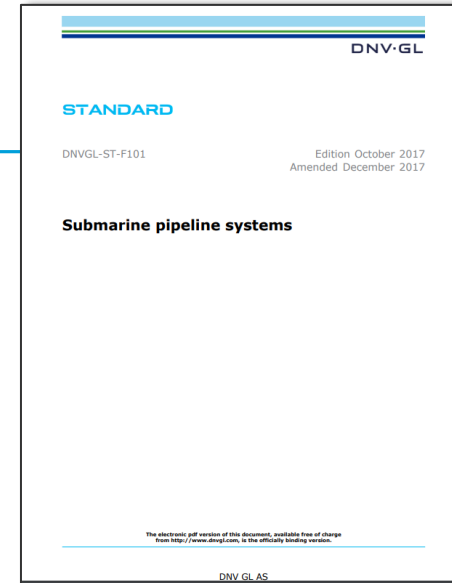 DNV·GL
STANDARD
DNVGL-ST-F101
Edition October 2017
Amended December 2017
Submarine pipeline systems
The electronic pdf version of this document, available free of charge
from http://www.dnvgl.com, is the officially binding version.
DNV GL AS